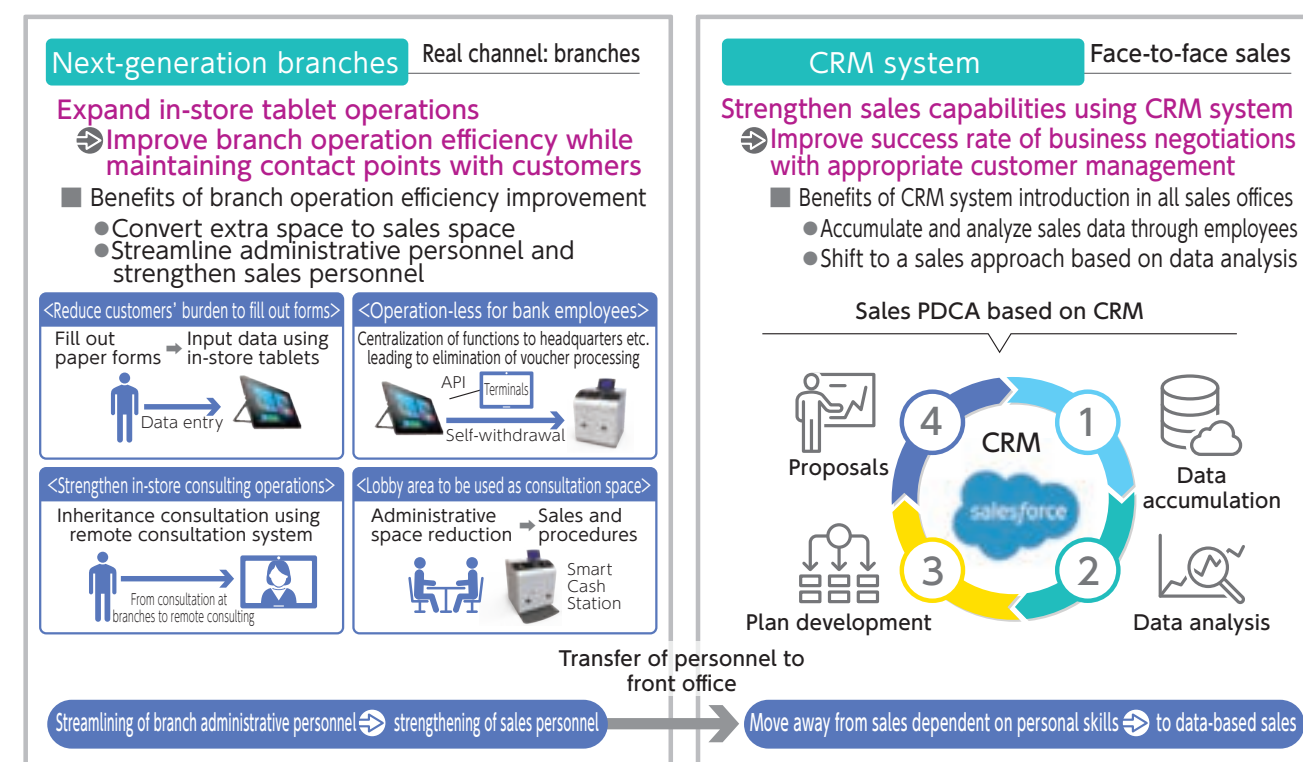 Next-generation branches
Real channel: branches
Expand in-store tablet operations
Improve branch operation efficiency while
maintaining contact points with customers
Benefits of branch operation efficiency improvement
Convert extra space to sales space
Streamline administrative personnel and
strengthen sales personnel
<Reduce customers' burden to fill out forms>
Fill out
paper forms
Input data using
in-store tablets
Data entry
<Operation-less for bank employees>
Centralization of functions to headquarters etc.
leading to elimination of voucher processing
API
Terminals
Self-withdrawal
<Strengthen in-store consulting operations>
Inheritance consultation using
remote consultation system
From consultation at
branches to remote consulting
<Lobby area to be used as consultation space>
Administrative
space reduction
Sales and
procedures
Smart
Cash
Station
Streamlining of branch administrative personnel strengthening of sales personnel
Transfer of personnel to
front office
CRM system
Face-to-face sales
Strengthen sales capabilities using CRM system
Improve success rate of business negotiations
with appropriate customer management
Benefits of CRM system introduction in all sales offices
Accumulate and analyze sales data through employees
Shift to a sales approach based on data analysis
Sales PDCA based on CRM
CRM
salesforce
1
Data
accumulation
2
Data analysis
3
Plan development
4
Proposals
Move away from sales dependent on personal skills to data-based sales